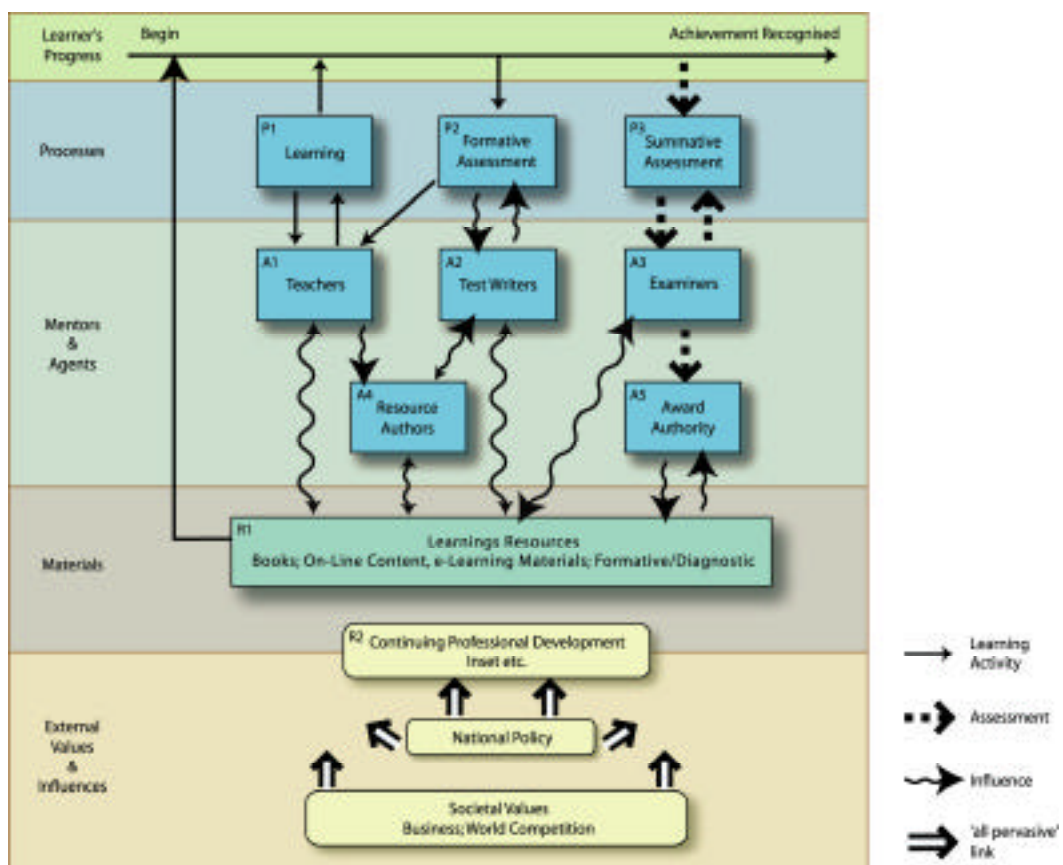 Learner's
Progress
Begin
Achievement Recognised
Processes
P1
Learning
P2
Formative
Assessment
P3
Summative
Assessment
Mentors
&
Agents
A1
Teachers
A2
Test Writers
A3
Examiners
A4
Resource
Authors
A5
Award
Authority
Materials
R1
Learnings Resources
Books; On-Line Content, e-Learning Materials; Formative/Diagnostic
R2
Continuing Professional Development
Inset etc.
External
Values
&
Influences
National Policy
Societal Values
Business; World Competition
Learning
Activity
Assessment
Influence
'all pervasive'
link